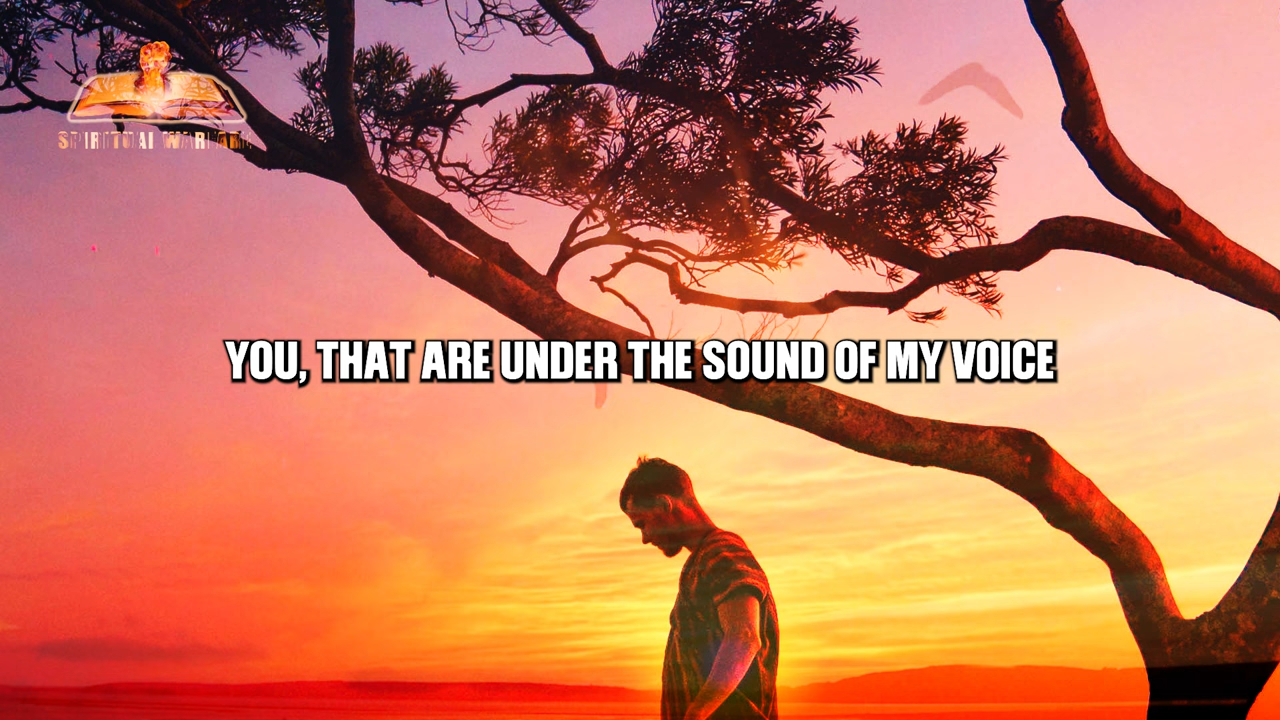 SPIRITUAL WARFARE
YOU, THAT ARE UNDER THE SOUND OF MY VOICE